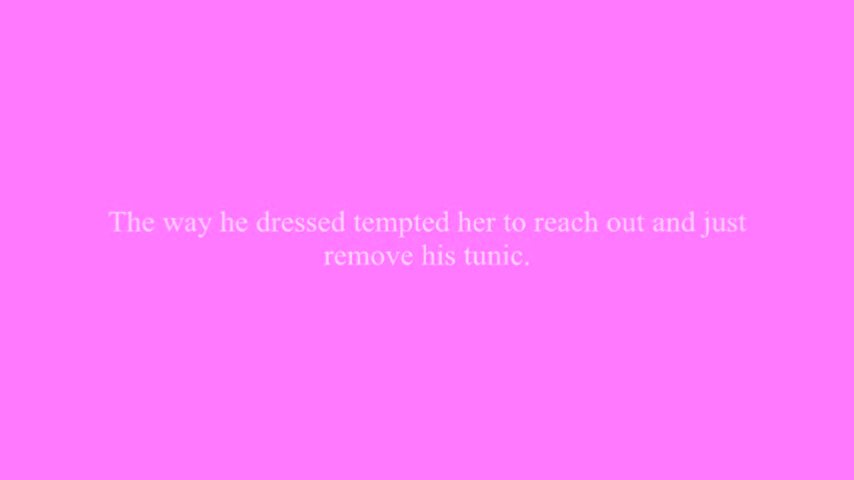 The way he dressed tempted her to reach out and just
remove his tunic.